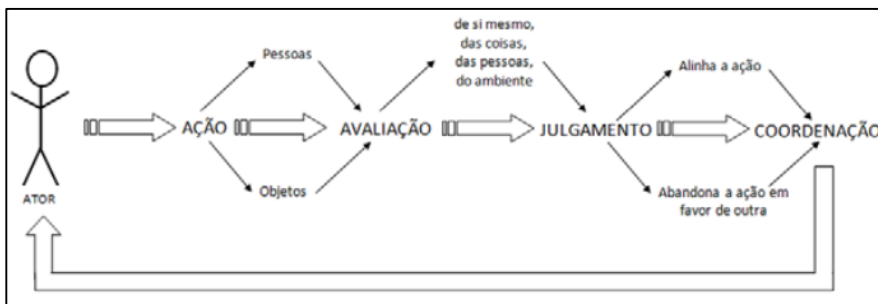 de si mesmo,
das coisas,
das pessoas,
do ambiente
Pessoas
Alinha a ação
AÇÃO
AVALIAÇÃO
JULGAMENTO
COORDENAÇÃO
Objetos
Abandona a ação em
favor de outra
ATOR